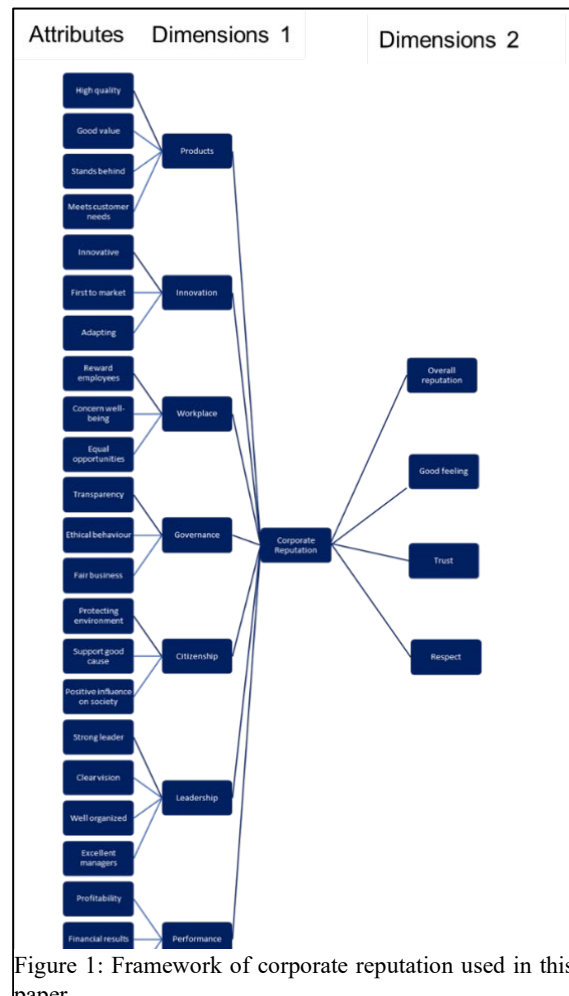 Attributes Dimensions 1 Dimensions 2
High quality
Good value
Stands behind
Meets customer
needs
Products
Innovative
First to market
Adapting
Innovation
Reward
employees
Concern well-
being
Equal
opportunities
Workplace
Transparency
Ethical behaviour
Fair business
Governance
Protecting
environment
Support good
cause
Positive influence
on society
Citizenship
Strong leader
Clear vision
Well organized
Excellent
managers
Leadership
Profitability
Financial results
Performance
Corporate
Reputation
Overall
reputation
Good feeling
Trust
Respect
Figure 1: Framework of corporate reputation used in this
paper